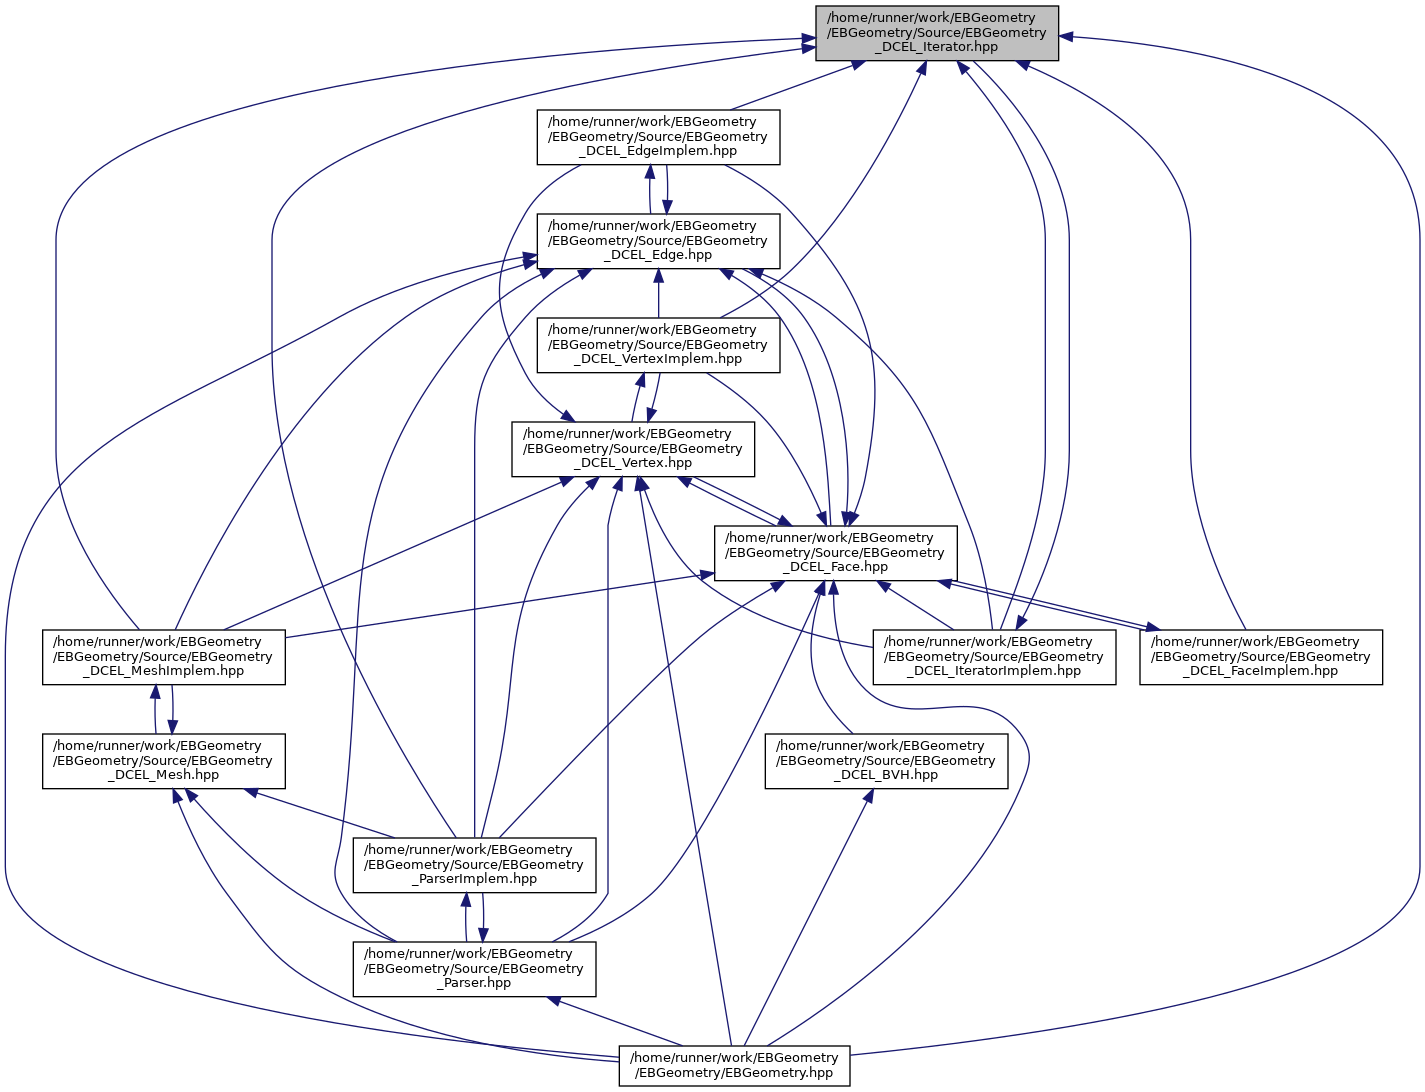 /home/runner/work/EBGeometry
/EBGeometry/Source/EBGeometry
_DCEL_Iterator.hpp
/home/runner/work/EBGeometry
/EBGeometry/Source/EBGeometry
_DCEL_EdgeImplem.hpp
/home/runner/work/EBGeometry
/EBGeometry/Source/EBGeometry
_DCEL_Edge.hpp
/home/runner/work/EBGeometry
/EBGeometry/Source/EBGeometry
_DCEL_VertexImplem.hpp
/home/runner/work/EBGeometry
/EBGeometry/Source/EBGeometry
_DCEL_Vertex.hpp
/home/runner/work/EBGeometry
/EBGeometry/Source/EBGeometry
_DCEL_Face.hpp
/home/runner/work/EBGeometry
/EBGeometry/Source/EBGeometry
_DCEL_MeshImplem.hpp
/home/runner/work/EBGeometry
/EBGeometry/Source/EBGeometry
_DCEL_IteratorImplem.hpp
/home/runner/work/EBGeometry
/EBGeometry/Source/EBGeometry
_DCEL_FaceImplem.hpp
/home/runner/work/EBGeometry
/EBGeometry/Source/EBGeometry
_DCEL_Mesh.hpp
/home/runner/work/EBGeometry
/EBGeometry/Source/EBGeometry
_DCEL_BVH.hpp
/home/runner/work/EBGeometry
/EBGeometry/Source/EBGeometry
_ParserImplem.hpp
/home/runner/work/EBGeometry
/EBGeometry/Source/EBGeometry
_Parser.hpp
/home/runner/work/EBGeometry
/EBGeometry/EBGeometry.hpp